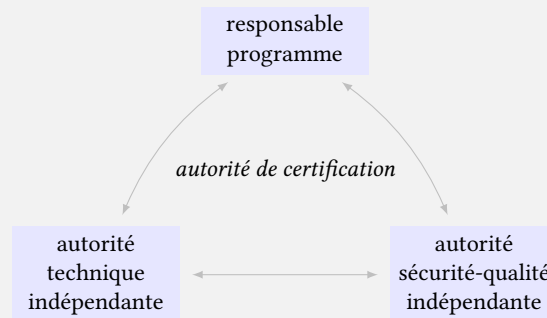 responsable
programme
autorité de certification
autorité
technique
indépendante
autorité
sécurité-qualité
indépendante